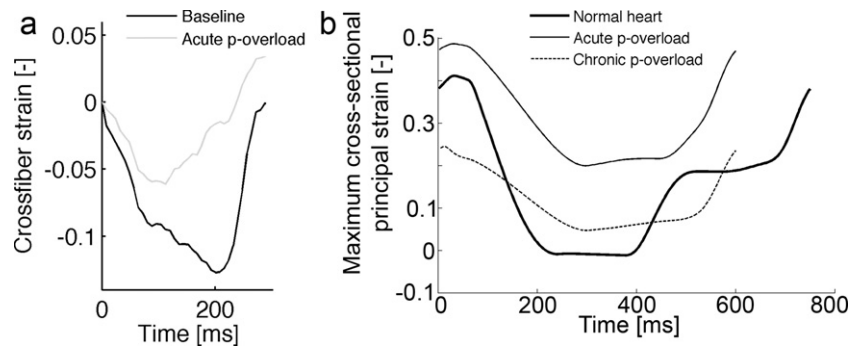 a
Baseline
Acute p-overload
Crossfiber strain [-]
0.05
0
-0.05
-0.1
0
200
Time [ms]
b
Normal heart
Acute p-overload
Chronic p-overload
Maximum cross-sectional
principal strain [-]
0.5
0.3
0.1
0
-0.1
0
200
400
600
800
Time [ms]